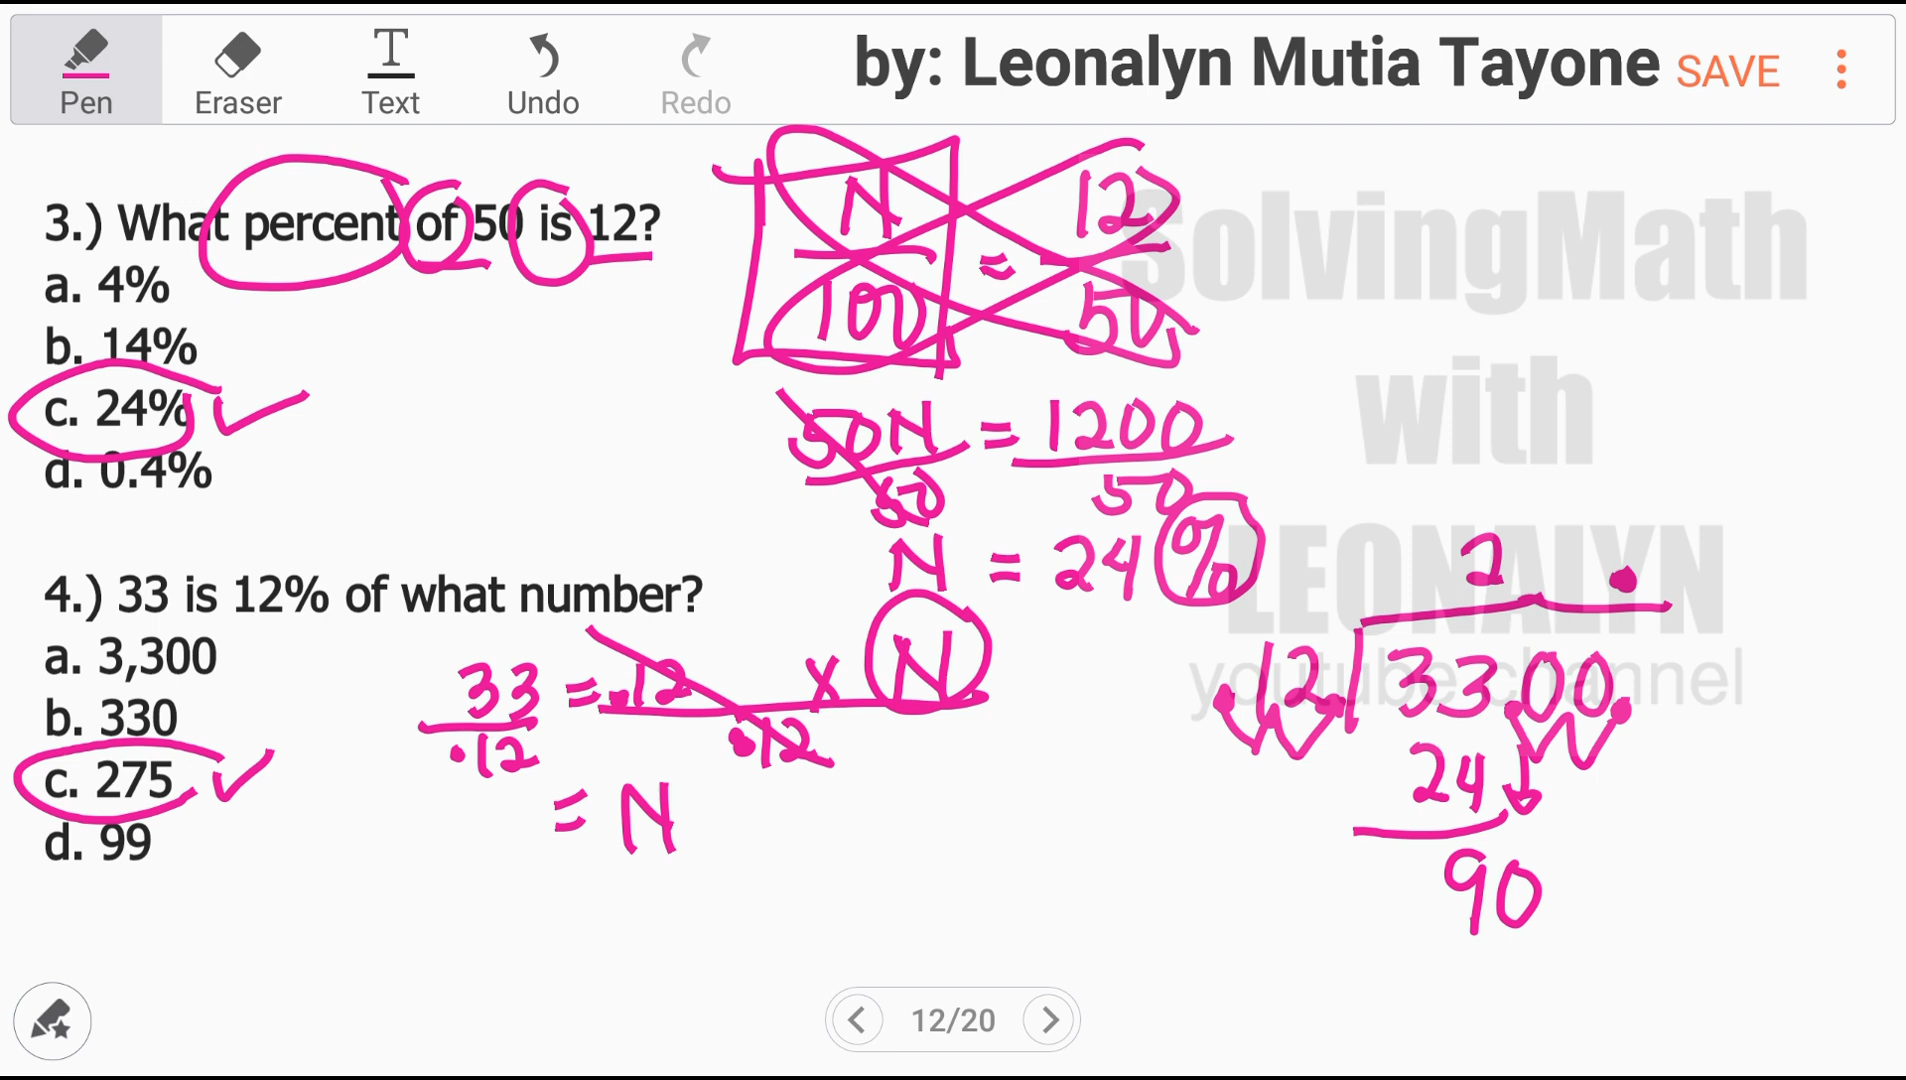 Pen
Eraser
Text
Undo
Redo
by: Leonalyn Mutia Tayone
SAVE
3.) What percent of 50 is 12?
a. 4%
b. 14%
c. 24%
d. 0.4%
N = 12
100 50
50N = 1200
50 50
N = 24%
4.) 33 is 12% of what number?
a. 3,300
b. 330
c. 275
d. 99
33 = .12 x N
.12 .12
= N
2 .
.12. 33.00.
24
90
SolvingMath
with
LEONALYN
youtube channel
12/20